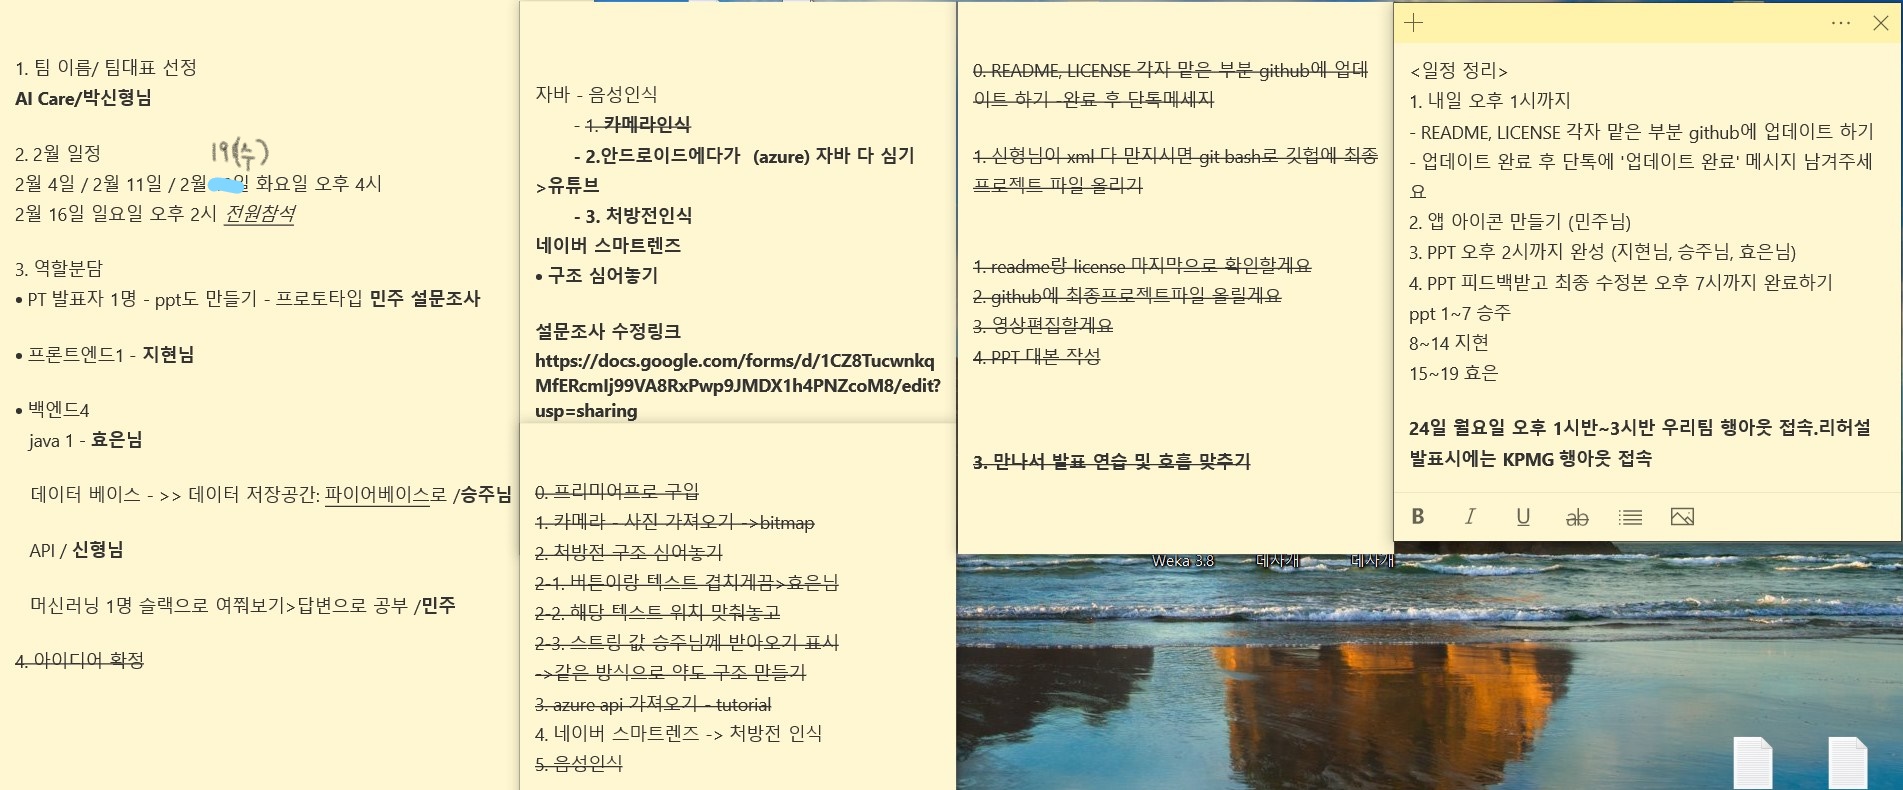 1. 팀 이름/ 팀대표 선정
AI Care/박신형님
2. 2월 일정
19(수)
2월 4일 / 2월 11일 / 2월 일 화요일 오후 4시
2월 16일 일요일 오후 2시 전원참석
3. 역할분담
• PT 발표자 1명 - ppt도 만들기 - 프로토타입 민주 설문조사
• 프론트엔드1 - 지현님
• 백엔드4
java 1 - 효은님
데이터 베이스 - >> 데이터 저장공간: 파이어베이스로 /승주님
API / 신형님
머신러닝 1명 슬랙으로 여쭤보기>답변으로 공부 /민주
4. 아이디어 확정
자바 - 음성인식
- 1. 카메라인식
- 2.안드로이드에다가 (azure) 자바 다 심기
>유튜브
- 3. 처방전인식
네이버 스마트렌즈
• 구조 심어놓기
설문조사 수정링크
https://docs.google.com/forms/d/1CZ8Tucwnkq
MfERcmIj99VA8RxPwp9JMDX1h4PNZcoM8/edit?
usp=sharing
0. 프리미어프로 구입
1. 카메라 - 사진 가져오기 ->bitmap
2. 처방전 구조 심어놓기
2-1. 버튼이랑 텍스트 겹치게끔>효은님
2-2. 해당 텍스트 위치 맞춰놓고
2-3. 스트링 값 승주님께 받아오기 표시
->같은 방식으로 약도 구조 만들기
3. azure api 가져오기 - tutorial
4. 네이버 스마트렌즈 -> 처방전 인식
5. 음성인식
0. README, LICENSE 각자 맡은 부분 github에 업데
이트 하기 -완료 후 단톡메세지
1. 신형님이 xml 다 만지시면 git bash로 깃헙에 최종
프로젝트 파일 올리기
1. readme랑 license 마지막으로 확인할게요
2. github에 최종프로젝트파일 올릴게요
3. 영상편집할게요
4. PPT 대본 작성
3. 만나서 발표 연습 및 호흡 맞추기
<일정 정리>
1. 내일 오후 1시까지
- README, LICENSE 각자 맡은 부분 github에 업데이트 하기
- 업데이트 완료 후 단톡에 '업데이트 완료' 메시지 남겨주세
요
2. 앱 아이콘 만들기 (민주님)
3. PPT 오후 2시까지 완성 (지현님, 승주님, 효은님)
4. PPT 피드백받고 최종 수정본 오후 7시까지 완료하기
ppt 1~7 승주
8~14 지현
15~19 효은
24일 월요일 오후 1시반~3시반 우리팀 행아웃 접속.리허설
발표시에는 KPMG 행아웃 접속
B I U ab
Weka 3.8 데사개 데사개